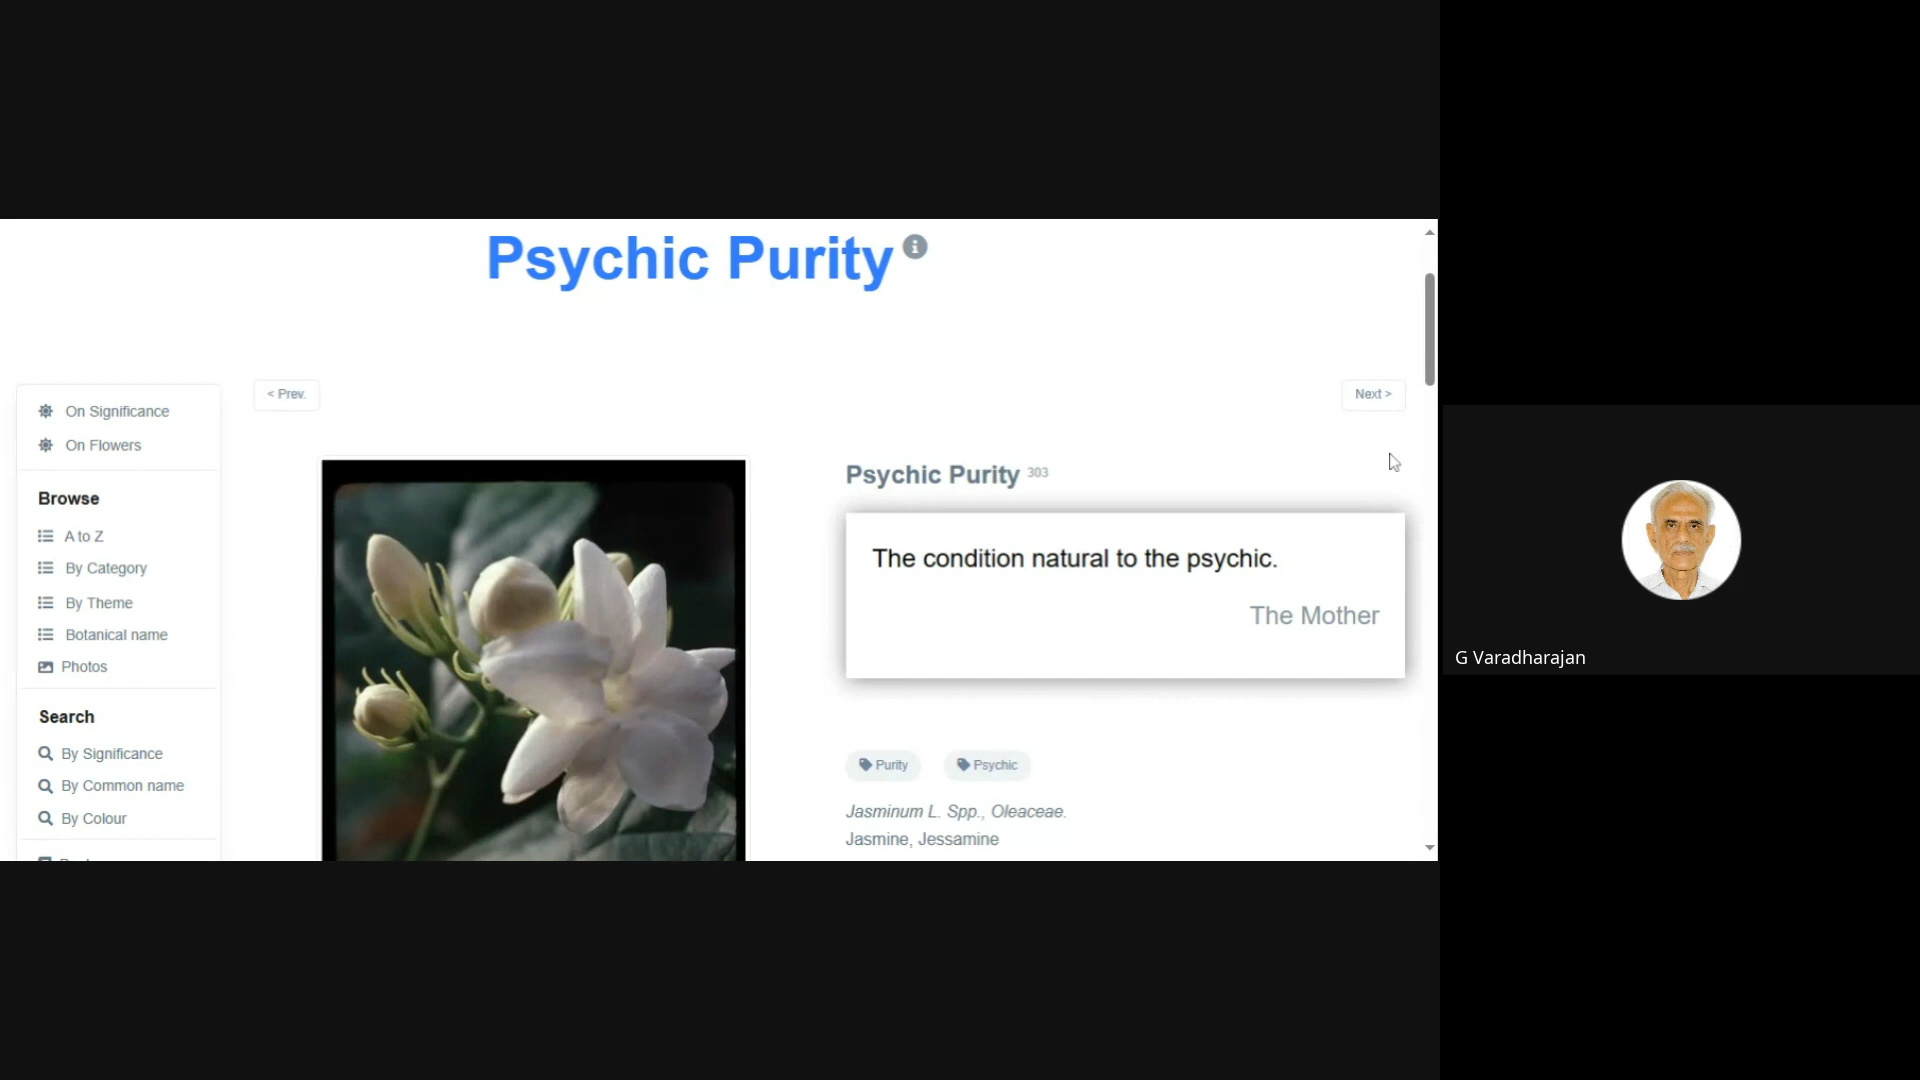 Psychic Purity
< Prev.
Next >
On Significance
On Flowers
Browse
A to Z
By Category
By Theme
Botanical name
Photos
Search
By Significance
By Common name
By Colour
Psychic Purity 303
The condition natural to the psychic.
The Mother
Purity
Psychic
Jasminum L. Spp., Oleaceae.
Jasmine, Jessamine
G Varadharajan